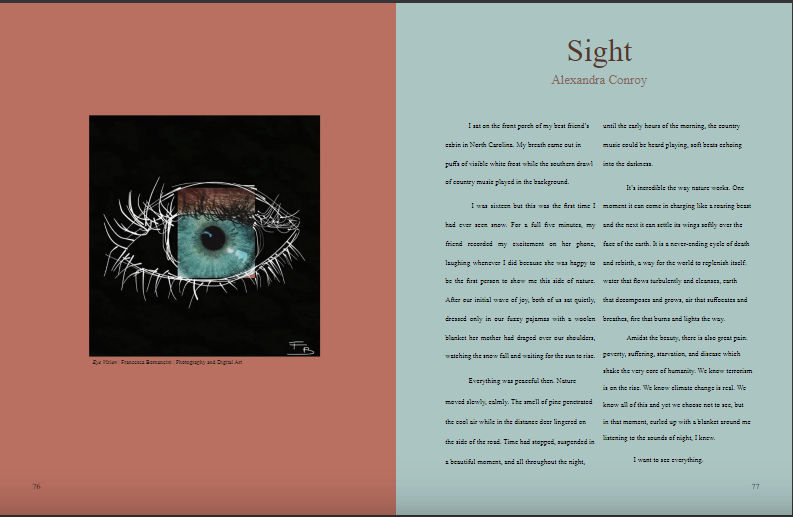 FB
Eye Vision Francesca Bornancini Photography and Digital Art
76
Sight
Alexandra Conroy
I sat on the front porch of my best friend's
cabin in North Carolina. My breath came out in
puffs of visible white frost while the southern drawl
of country music played in the background.
I was sixteen but this was the first time I
had ever seen snow. For a full five minutes, my
friend recorded my excitement on her phone,
laughing whenever I did because she was happy to
be the first person to show me this side of nature.
After our initial wave of joy, both of us sat quietly,
dressed only in our fuzzy pajamas with a woolen
blanket her mother had draped over our shoulders,
watching the snow fall and waiting for the sun to rise.
Everything was peaceful then. Nature
moved slowly, calmly. The smell of pine penetrated
the cool air while in the distance deer lingered on
the side of the road. Time had stopped, suspended in
a beautiful moment, and all throughout the night,
until the early hours of the morning, the country
music could be heard playing, soft beats echoing
into the darkness.
It's incredible the way nature works. One
moment it can come in charging like a roaring beast
and the next it can settle its wings softly over the
face of the earth. It is a never-ending cycle of death
and rebirth, a way for the world to replenish itself:
water that flows turbulently and cleanses, earth
that decomposes and grows, air that suffocates and
breathes, fire that burns and lights the way.
Amidst the beauty, there is also great pain:
poverty, suffering, starvation, and disease which
shake the very core of humanity. We know terrorism
is on the rise. We know climate change is real. We
know all of this and yet we choose not to see, but
in that moment, curled up with a blanket around me
listening to the sounds of night, I knew.
I want to see everything.
77